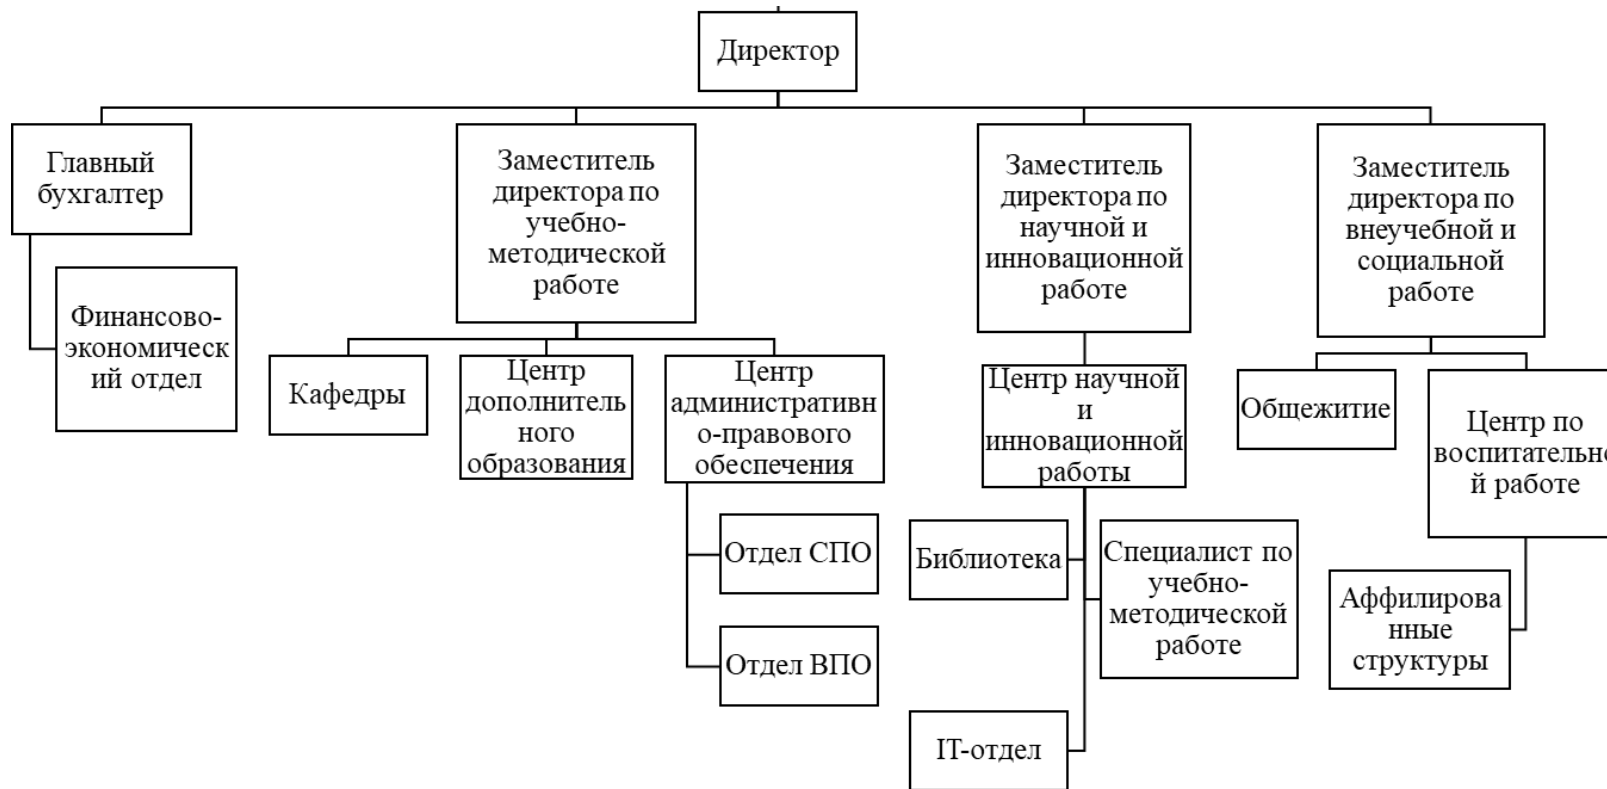 Директор
Главный
бухгалтер
Финансово-
экономическ
ий отдел
Заместитель
директора по
учебно-
методической
работе
Кафедры
Центр
дополнитель
ного
образования
Центр
административн
о-правового
обеспечения
Отдел СПО
Отдел ВПО
Заместитель
директора по
научной и
инновационной
работе
Центр научной
и
инновационной
работы
Библиотека
Специалист по
учебно-
методической
работе
IT-отдел
Заместитель
директора по
внеучебной и
социальной
работе
Общежитие
Центр по
воспитательно
й работе
Аффилирова
нные
структуры